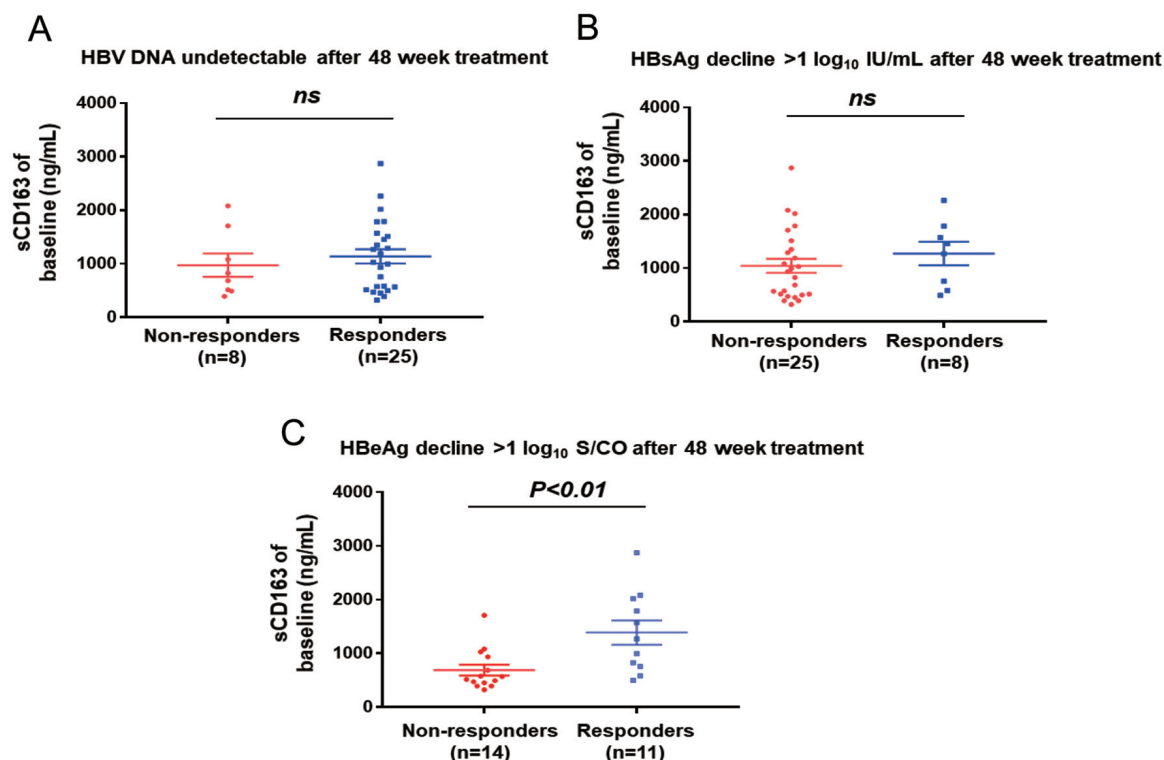 A
HBV DNA undetectable after 48 week treatment
ns
4000
3000
2000
1000
0
sCD163 of
baseline (ng/mL)
Non-responders
(n=8)
Responders
(n=25)
B
HBsAg decline >1 log₁₀ IU/mL after 48 week treatment
ns
4000
3000
2000
1000
0
sCD163 of
baseline (ng/mL)
Non-responders
(n=25)
Responders
(n=8)
C
HBeAg decline >1 log₁₀ S/CO after 48 week treatment
P<0.01
4000
3000
2000
1000
0
sCD163 of
baseline (ng/mL)
Non-responders
(n=14)
Responders
(n=11)